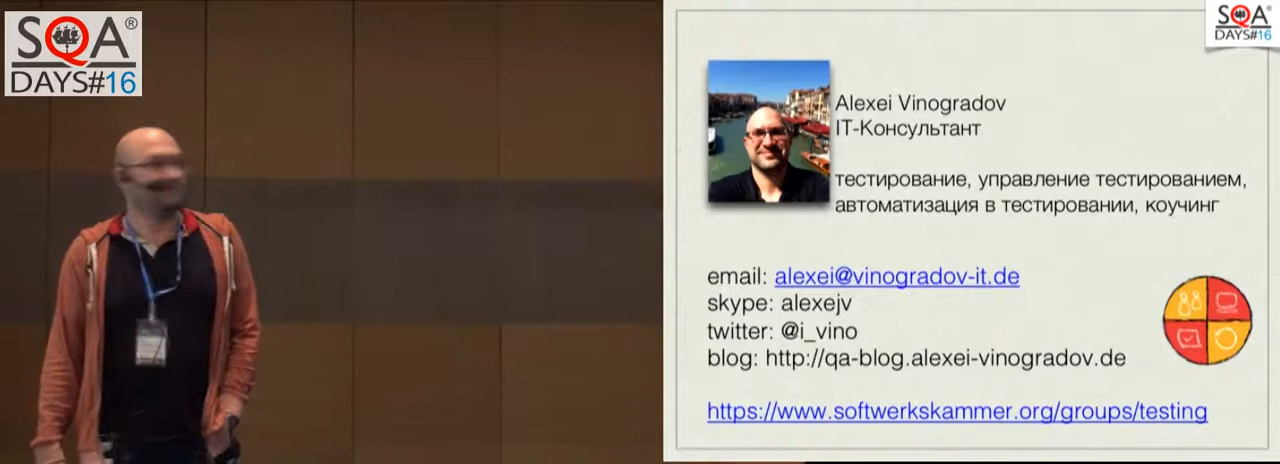 SQA®
DAYS#16
SQA®
DAYS#16
Alexei Vinogradov
IT-Консультант
тестирование, управление тестированием,
автоматизация в тестировании, коучинг
email: alexei@vinogradov-it.de
skype: alexejv
twitter: @i_vino
blog: http://qa-blog.alexei-vinogradov.de
https://www.softwerkskammer.org/groups/testing